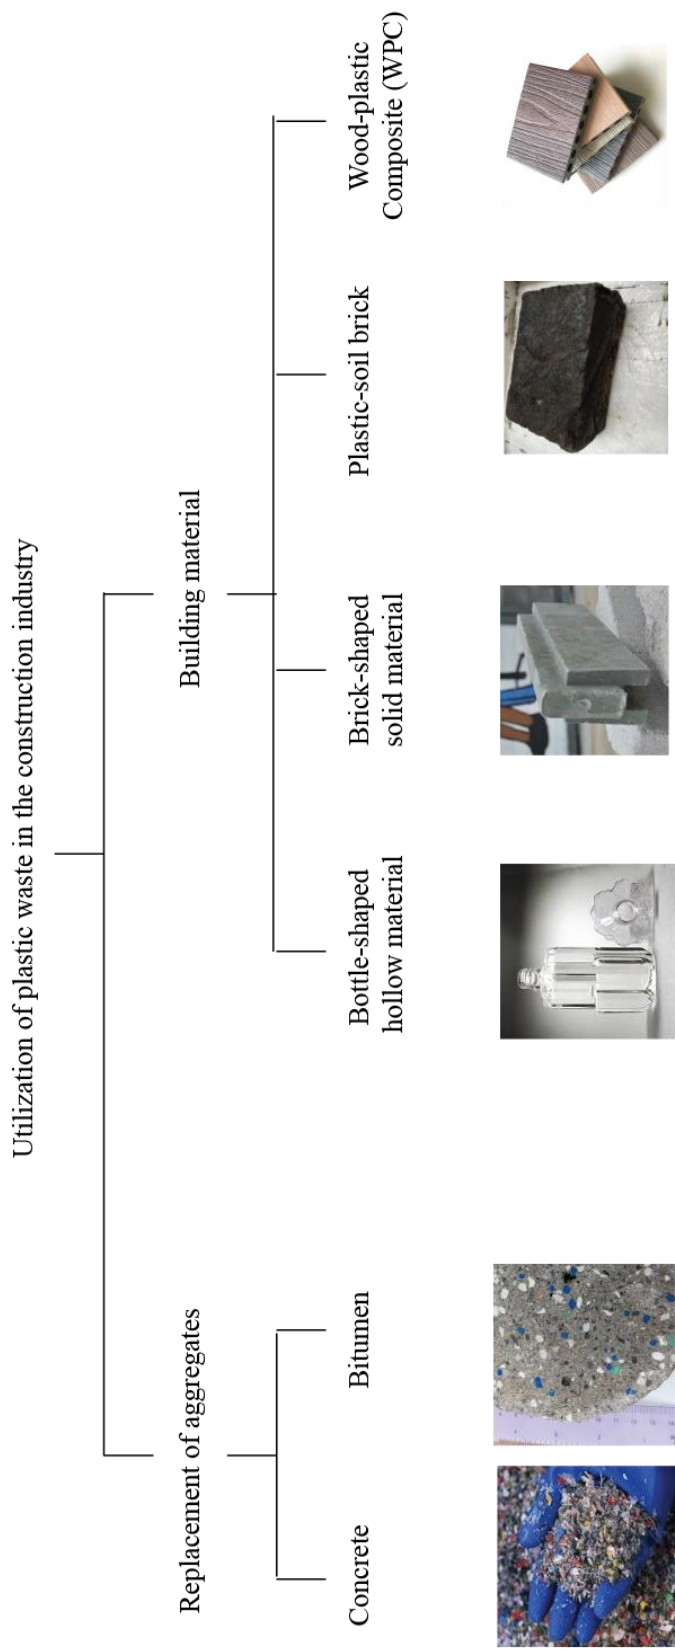 Utilization of plastic waste in the construction industry
Replacement of aggregates
Building material
Concrete
Bitumen
Bottle-shaped
hollow material
Brick-shaped
solid material
Plastic-soil brick
Wood-plastic
Composite (WPC)